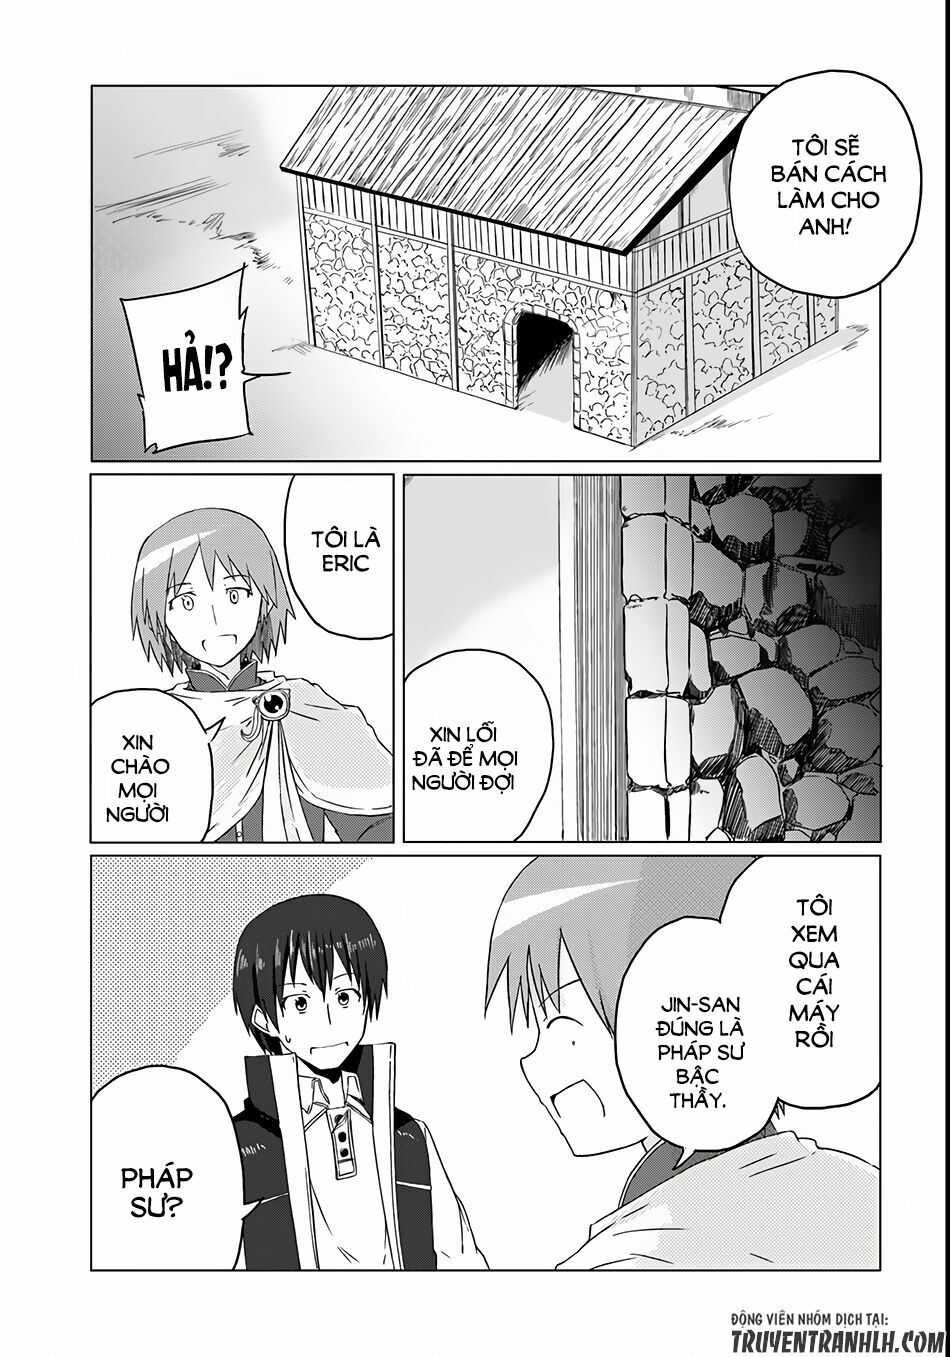 TÔI SẼ
BÁN CÁCH
LÀM CHO
ANH!
HẢ!?
XIN LỖI
ĐÃ ĐỂ MỌI
NGƯỜI ĐỢI
TÔI LÀ
ERIC
XIN
CHÀO
MỌI
NGƯỜI
TÔI
XEM
QUA
CÁI
MÁY
RỒI
JIN-SAN
ĐÚNG LÀ
PHÁP SƯ
BẬC
THẦY.
PHÁP
SƯ?
ĐỘNG VIÊN NHÓM DỊCH TẠI:
TRUYENTRANHLH.COM